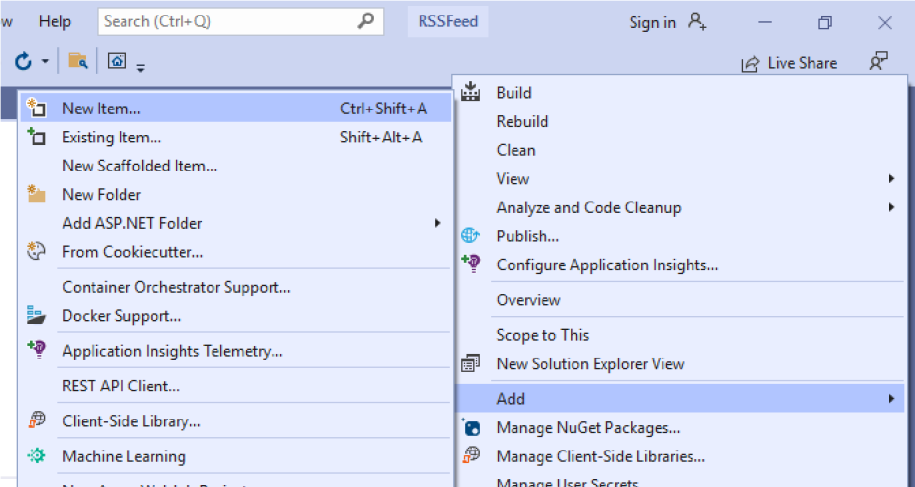 Help
Search (Ctrl+Q)
RSSFeed
Sign in
Live Share
New Item... Ctrl+Shift+A
Existing Item... Shift+Alt+A
New Scaffolded Item...
New Folder
Add ASP.NET Folder
From Cookiecutter...
Container Orchestrator Support...
Docker Support...
Application Insights Telemetry...
REST API Client...
Client-Side Library...
Machine Learning
Build
Rebuild
Clean
View
Analyze and Code Cleanup
Publish...
Configure Application Insights...
Overview
Scope to This
New Solution Explorer View
Add
Manage NuGet Packages...
Manage Client-Side Libraries...
Manage User Secrets